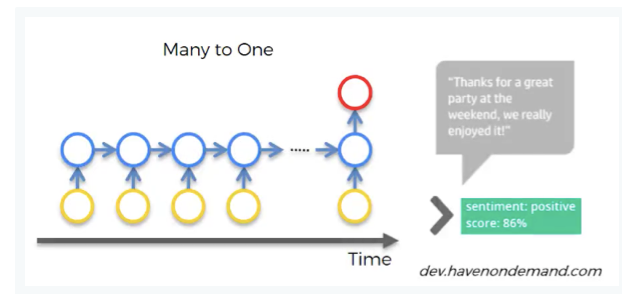 Many to One
"Thanks for a great
party at the
weekend, we really
enjoyed it!"
sentiment: positive
score: 86%
Time
dev.havenondemand.com